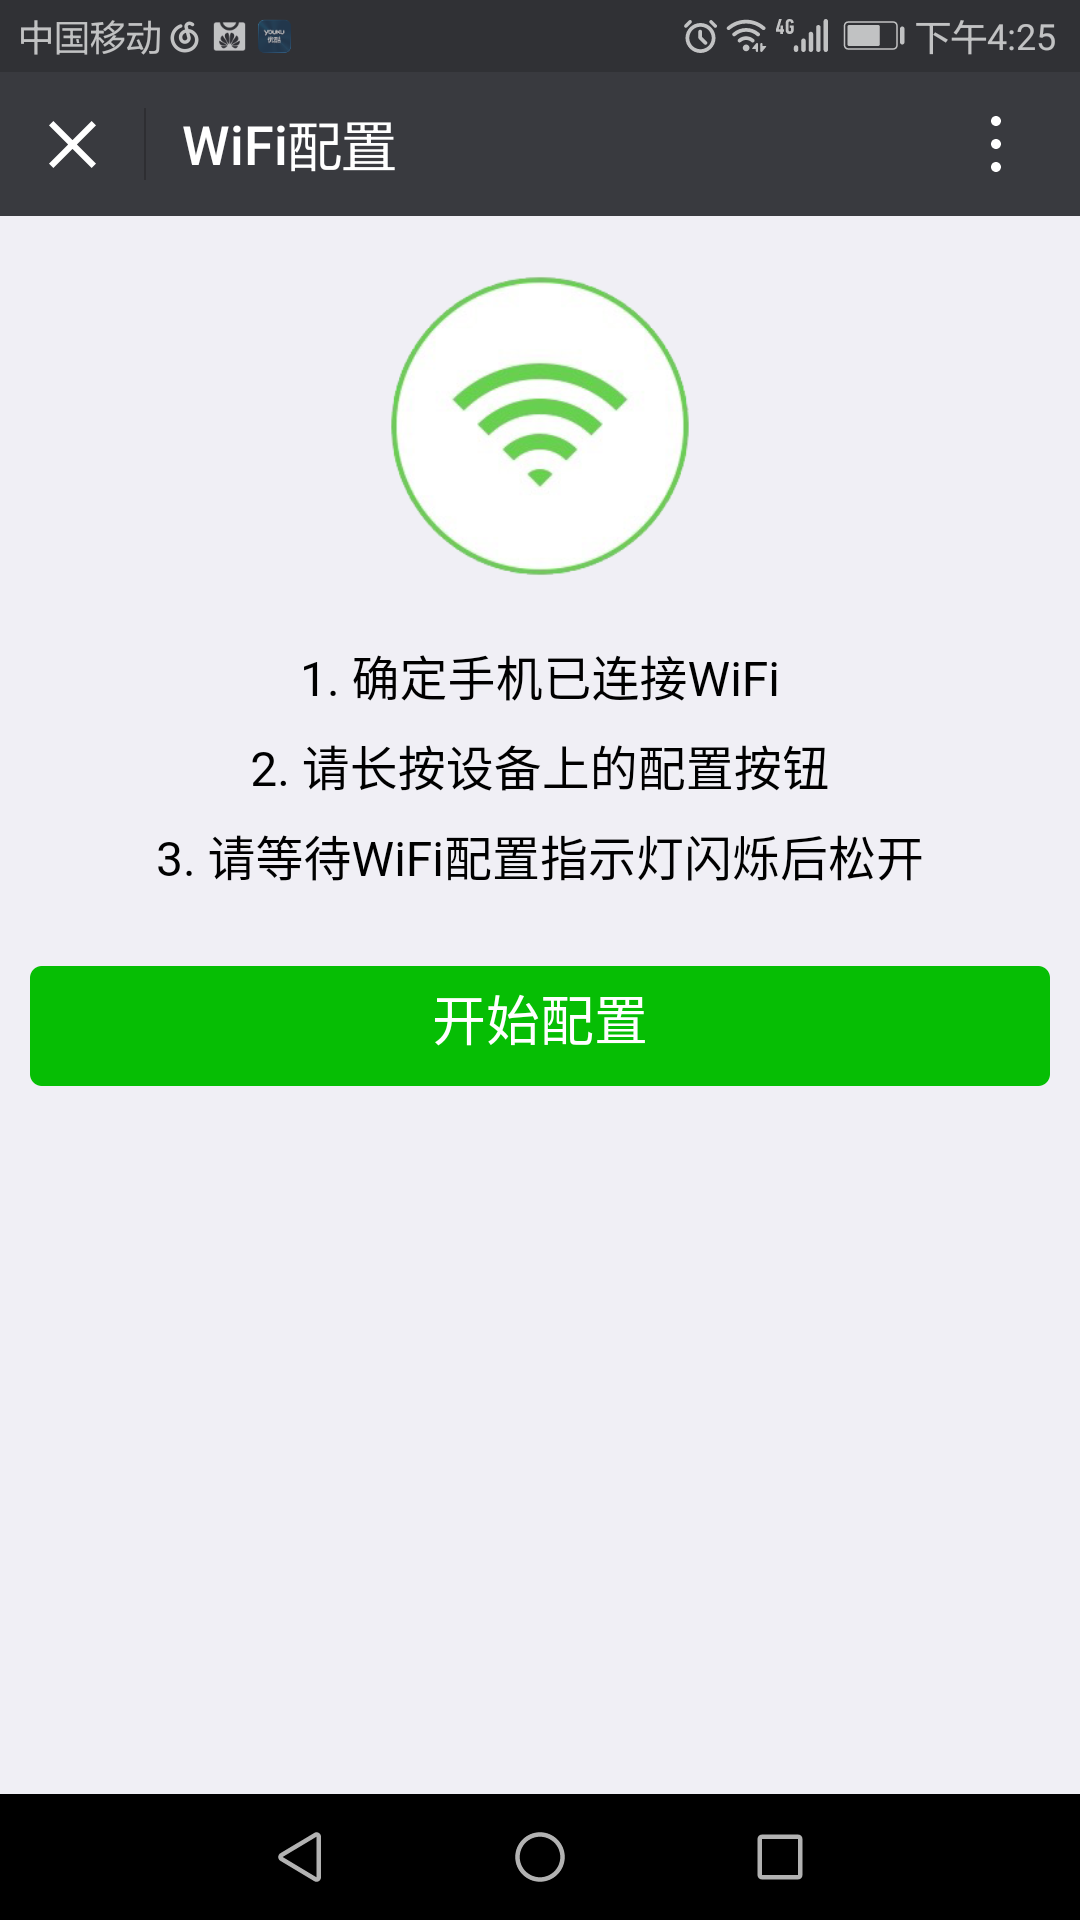 中国移动 YOUKU 优酷 4G 下午4:25
WiFi配置
1. 确定手机已连接WiFi
2. 请长按设备上的配置按钮
3. 请等待WiFi配置指示灯闪烁后松开
开始配置